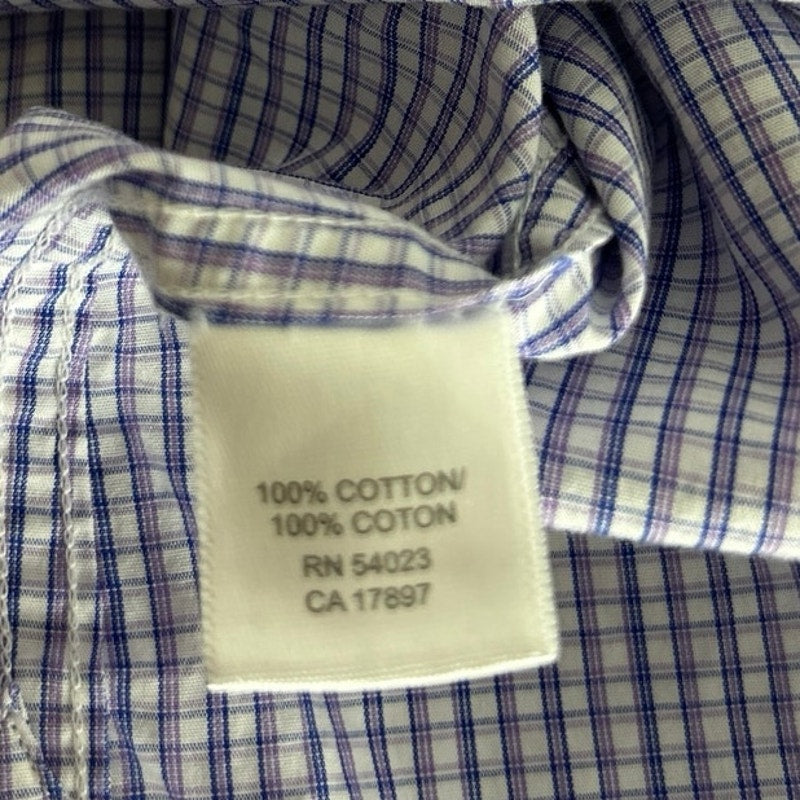 100% COTTON/
100% COTON
RN 54023
CA 17897